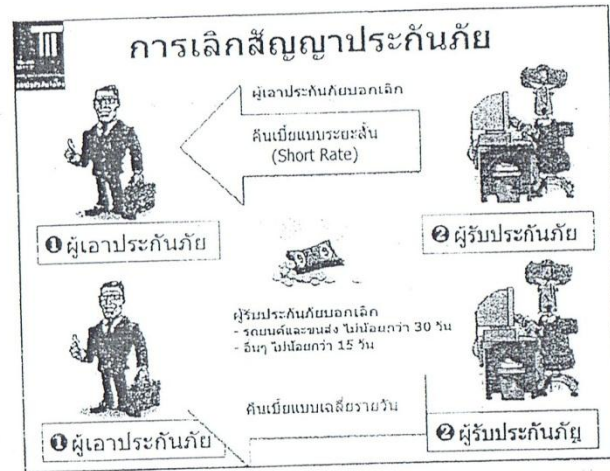 การเลิกสัญญาประกันภัย
ผู้เอาประกันภัยบอกเลิก
คืนเบี้ยแบบระยะสั้น
(Short Rate)
❶ ผู้เอาประกันภัย
❷ ผู้รับประกันภัย
ผู้รับประกันภัยบอกเลิก
- รถยนต์และขนส่ง ไม่น้อยกว่า 30 วัน
- อื่นๆ ไม่น้อยกว่า 15 วัน
คืนเบี้ยแบบเฉลี่ยรายวัน
❶ ผู้เอาประกันภัย
❷ ผู้รับประกันภัย